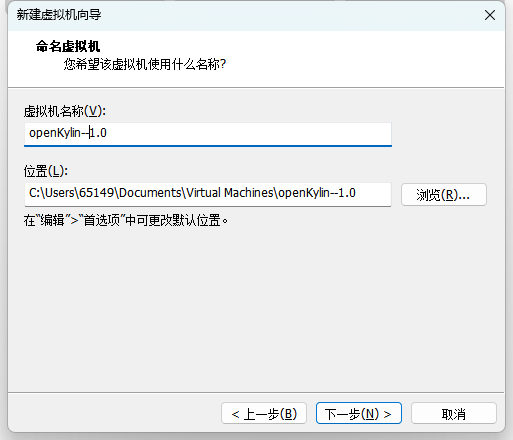 新建虚拟机向导
命名虚拟机
您希望该虚拟机使用什么名称?
虚拟机名称(V):
openKylin--1.0
位置(L):
C:\Users\65149\Documents\Virtual Machines\openKylin--1.0
浏览(R)...
在“编辑”>“首选项”中可更改默认位置。
< 上一步(B)
下一步(N) >
取消